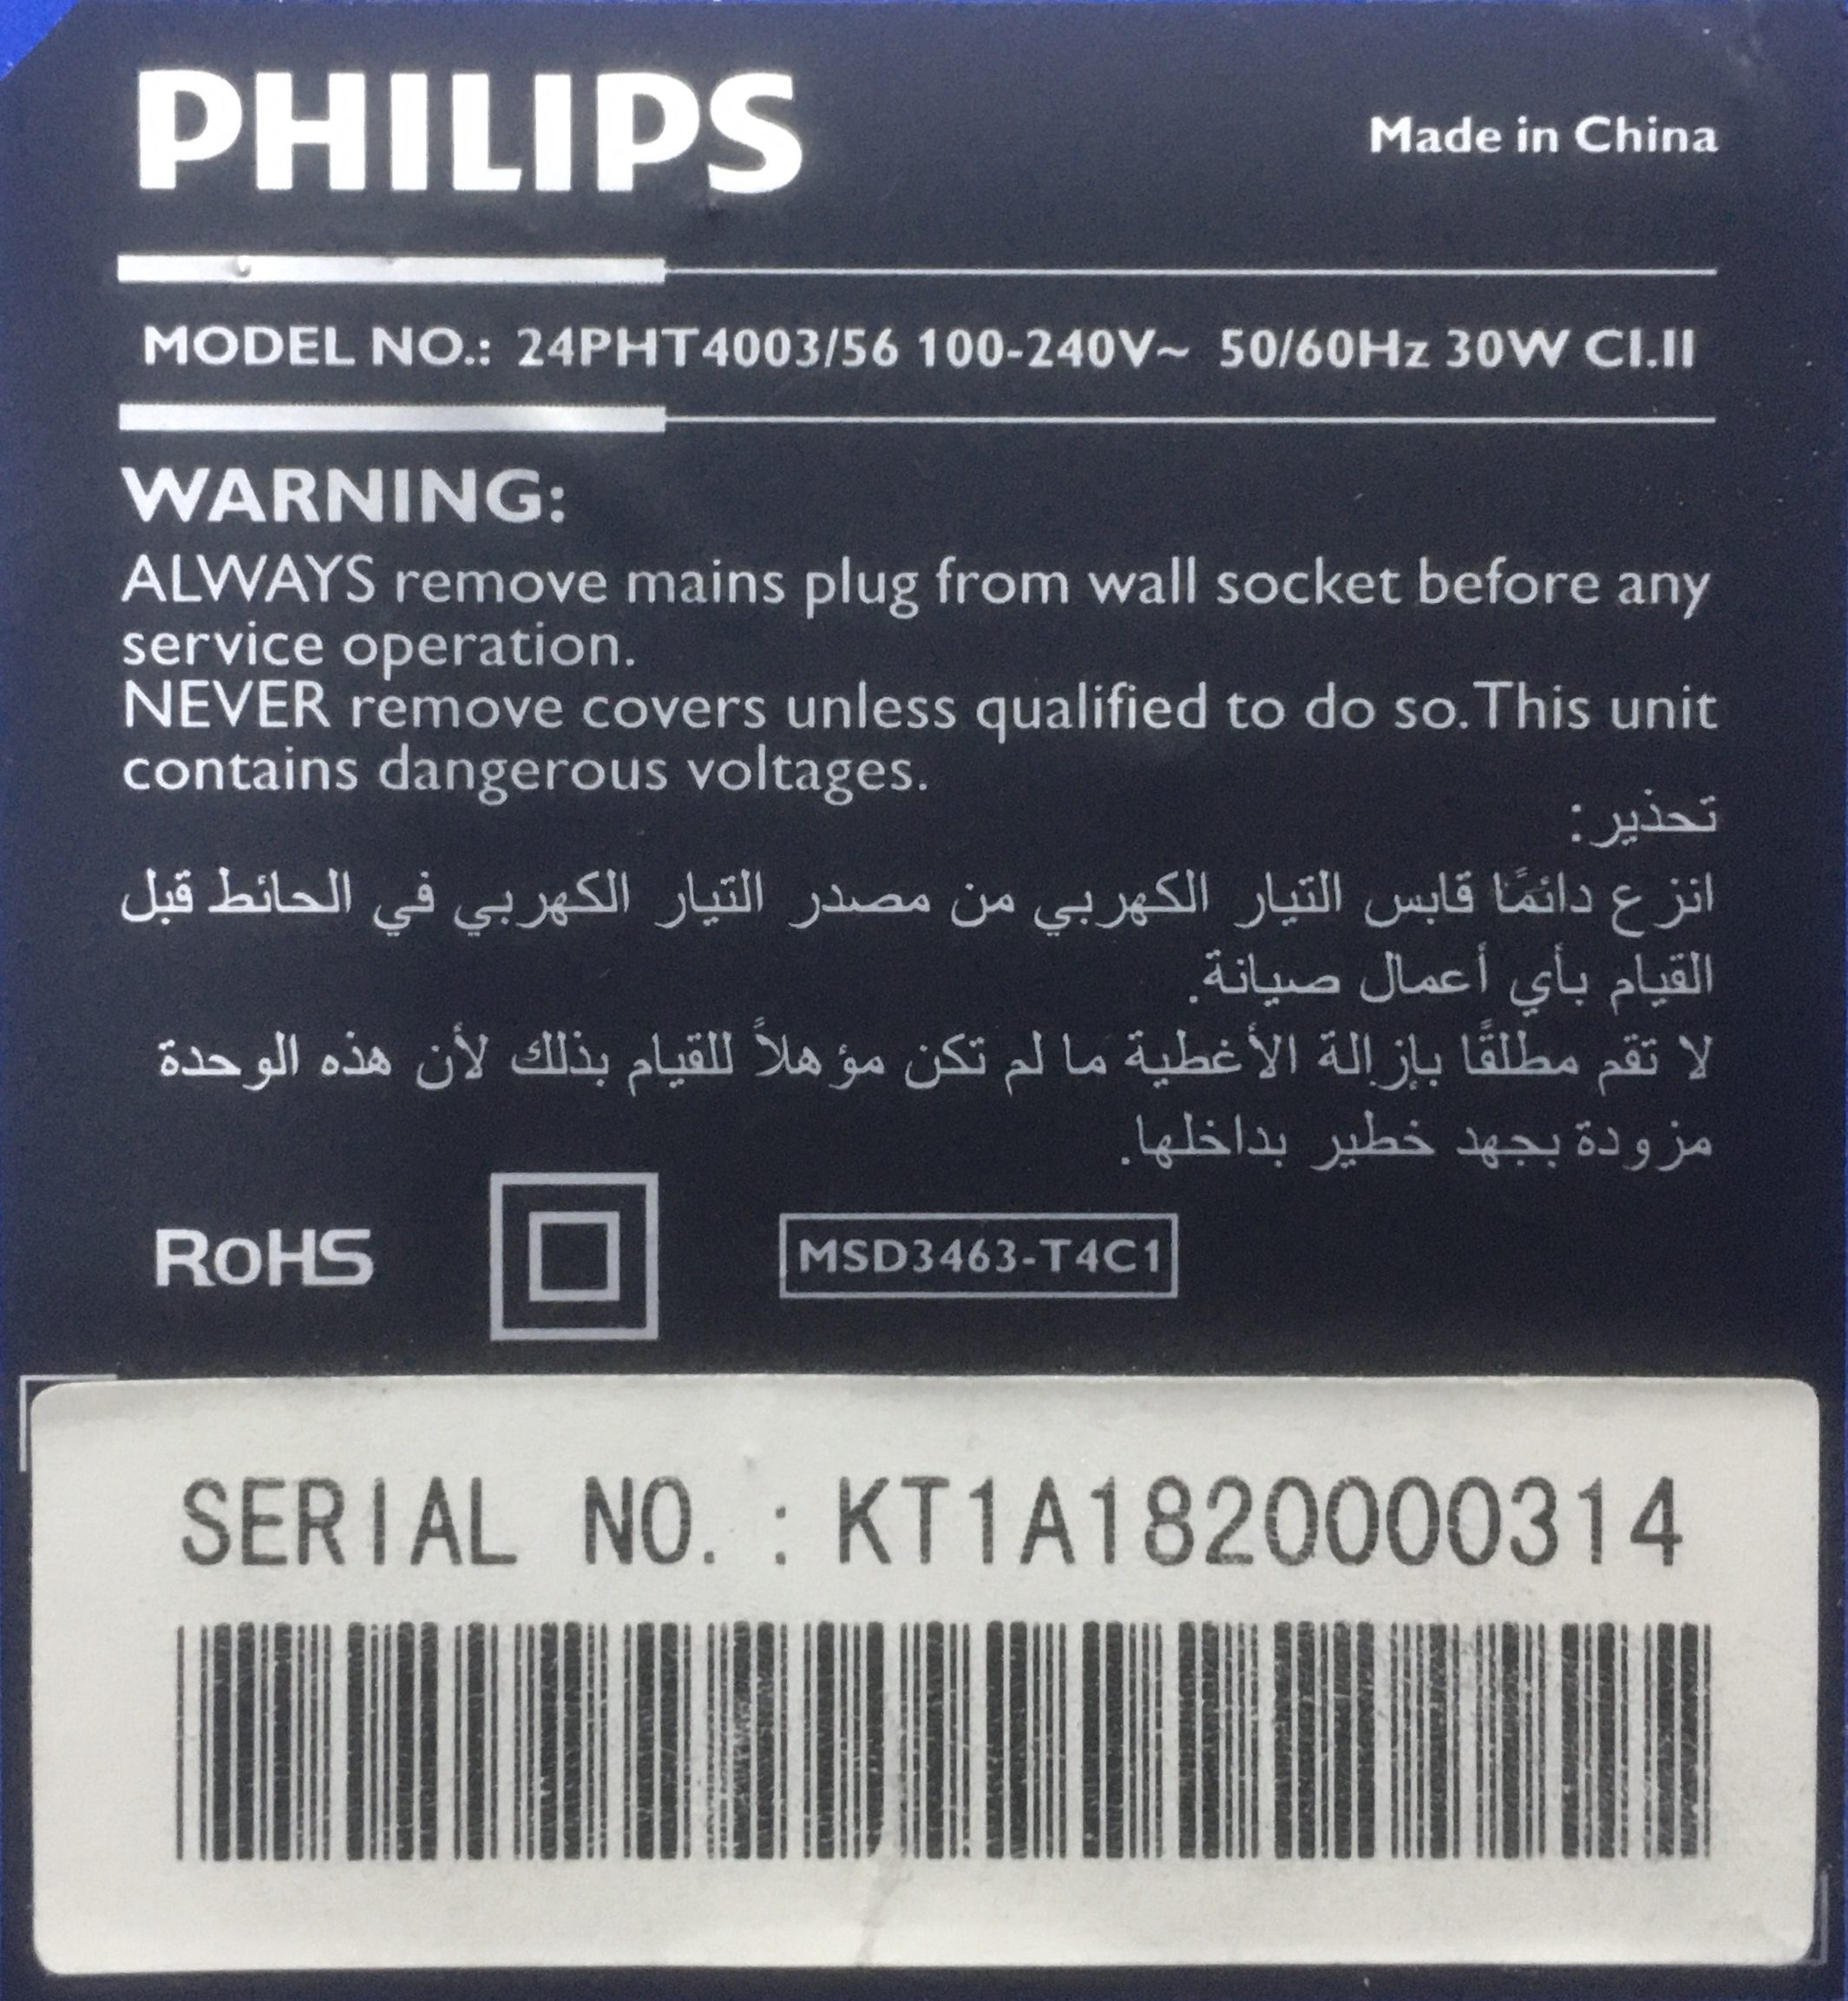 PHILIPS
Made in China
MODEL NO.: 24PHT4003/56 100-240V~ 50/60Hz 30W CI.II
WARNING:
ALWAYS remove mains plug from wall socket before any
service operation.
NEVER remove covers unless qualified to do so. This unit
contains dangerous voltages.
تحذير:
انزع دائمًا قابس التيار الكهربي من مصدر التيار الكهربي في الحائط قبل
القيام بأي أعمال صيانة.
لا تقم مطلقًا بإزالة الأغطية ما لم تكن مؤهلاً للقيام بذلك لأن هذه الوحدة
مزودة بجهد خطير بداخلها.
RoHS
MSD3463-T4C1
SERIAL NO. : KT1A1820000314